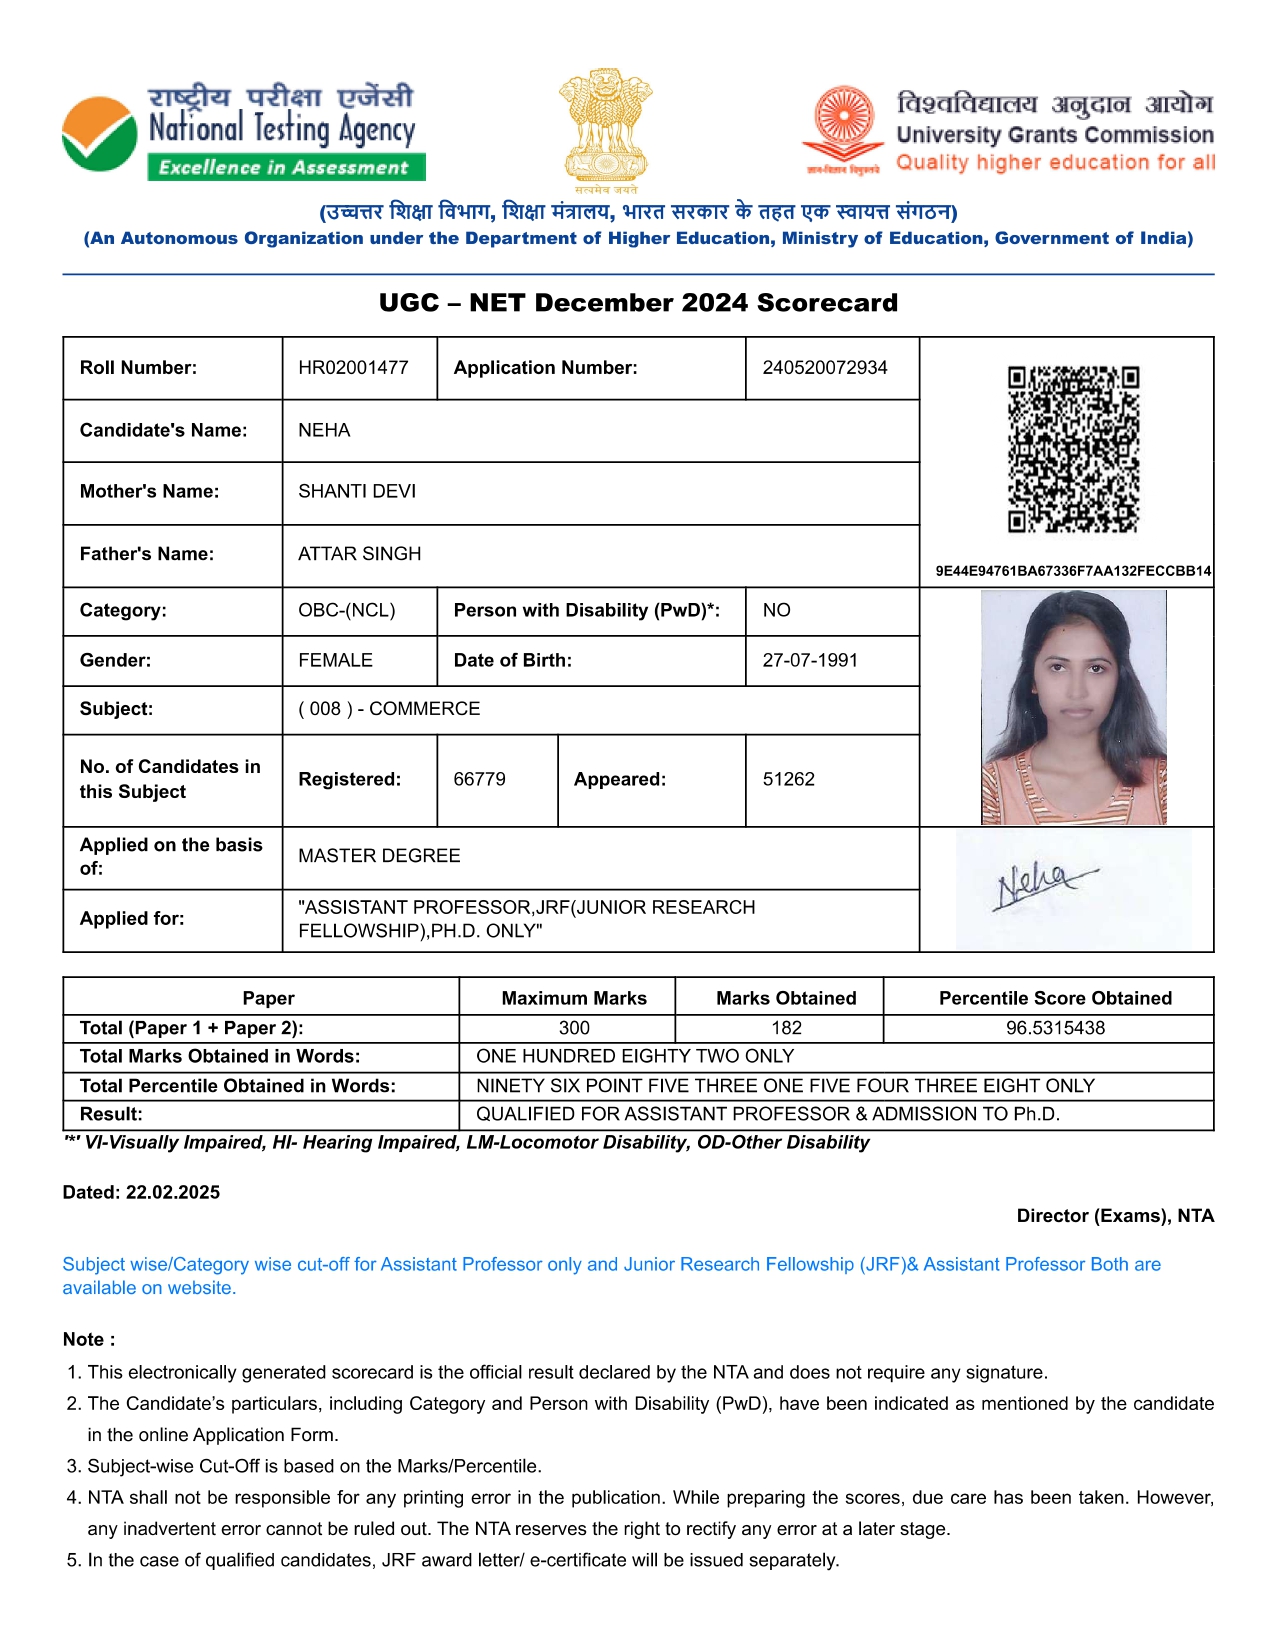 राष्ट्रीय परीक्षा एजेंसी
National Testing Agency
Excellence in Assessment
सत्यमेव जयते
ज्ञान-विज्ञान विमुक्तये
विश्वविद्यालय अनुदान आयोग
University Grants Commission
Quality higher education for all
(उच्चत्तर शिक्षा विभाग, शिक्षा मंत्रालय, भारत सरकार के तहत एक स्वायत्त संगठन)
(An Autonomous Organization under the Department of Higher Education, Ministry of Education, Government of India)
UGC – NET December 2024 Scorecard
Roll Number: HR02001477 Application Number: 240520072934
Candidate's Name: NEHA
Mother's Name: SHANTI DEVI
Father's Name: ATTAR SINGH
9E44E94761BA67336F7AA132FECCBB14
Category: OBC-(NCL) Person with Disability (PwD)*: NO
Gender: FEMALE Date of Birth: 27-07-1991
Subject: ( 008 ) - COMMERCE
No. of Candidates in
this Subject
Registered: 66779 Appeared: 51262
Applied on the basis
of:
MASTER DEGREE
Neha
Applied for:
"ASSISTANT PROFESSOR,JRF(JUNIOR RESEARCH
FELLOWSHIP),PH.D. ONLY"
Paper Maximum Marks Marks Obtained Percentile Score Obtained
Total (Paper 1 + Paper 2): 300 182 96.5315438
Total Marks Obtained in Words: ONE HUNDRED EIGHTY TWO ONLY
Total Percentile Obtained in Words: NINETY SIX POINT FIVE THREE ONE FIVE FOUR THREE EIGHT ONLY
Result: QUALIFIED FOR ASSISTANT PROFESSOR & ADMISSION TO Ph.D.
'*' VI-Visually Impaired, HI- Hearing Impaired, LM-Locomotor Disability, OD-Other Disability
Dated: 22.02.2025
Director (Exams), NTA
Subject wise/Category wise cut-off for Assistant Professor only and Junior Research Fellowship (JRF)& Assistant Professor Both are
available on website.
Note :
1. This electronically generated scorecard is the official result declared by the NTA and does not require any signature.
2. The Candidate’s particulars, including Category and Person with Disability (PwD), have been indicated as mentioned by the candidate
in the online Application Form.
3. Subject-wise Cut-Off is based on the Marks/Percentile.
4. NTA shall not be responsible for any printing error in the publication. While preparing the scores, due care has been taken. However,
any inadvertent error cannot be ruled out. The NTA reserves the right to rectify any error at a later stage.
5. In the case of qualified candidates, JRF award letter/ e-certificate will be issued separately.